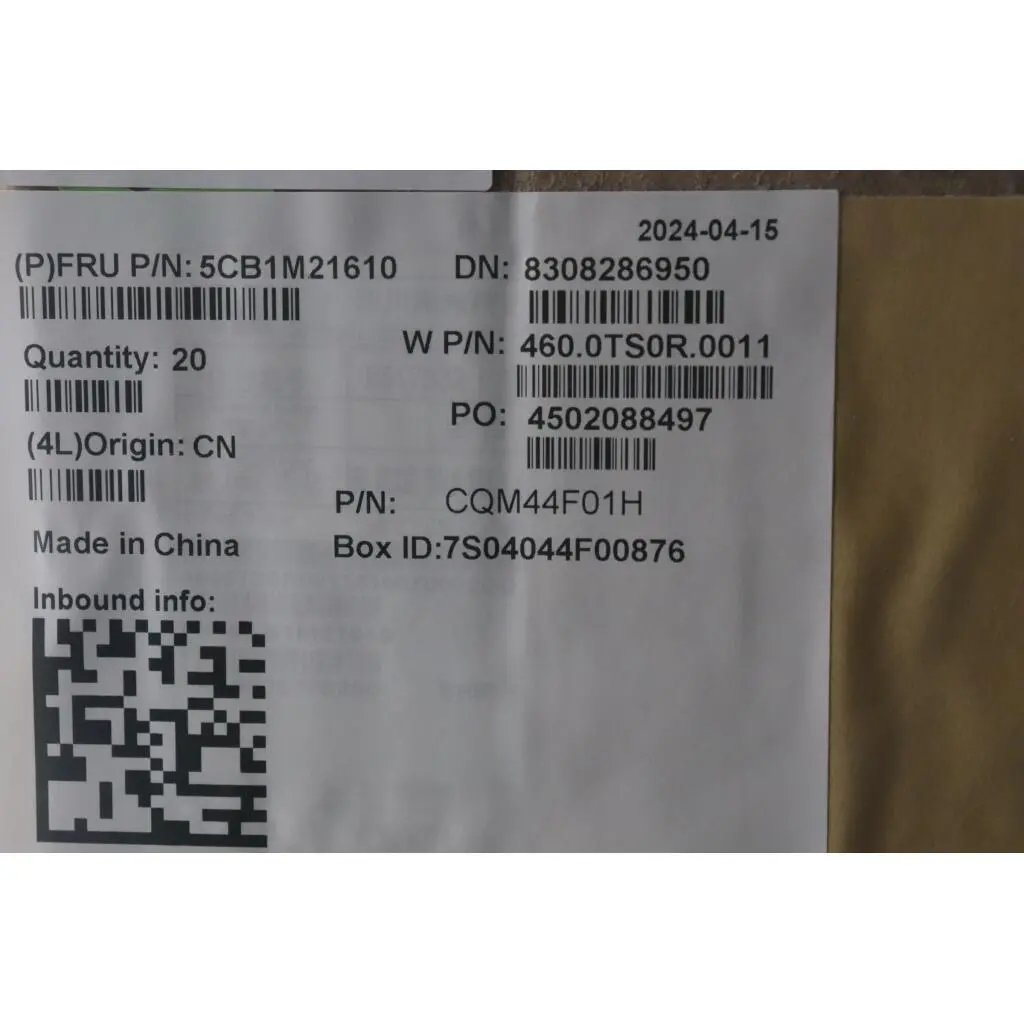 2024-04-15
(P)FRU P/N: 5CB1M21610 DN: 8308286950
W P/N: 460.0TS0R.0011
Quantity: 20
PO: 4502088497
(4L)Origin: CN
P/N: CQM44F01H
Made in China Box ID:7S04044F00876
Inbound info: